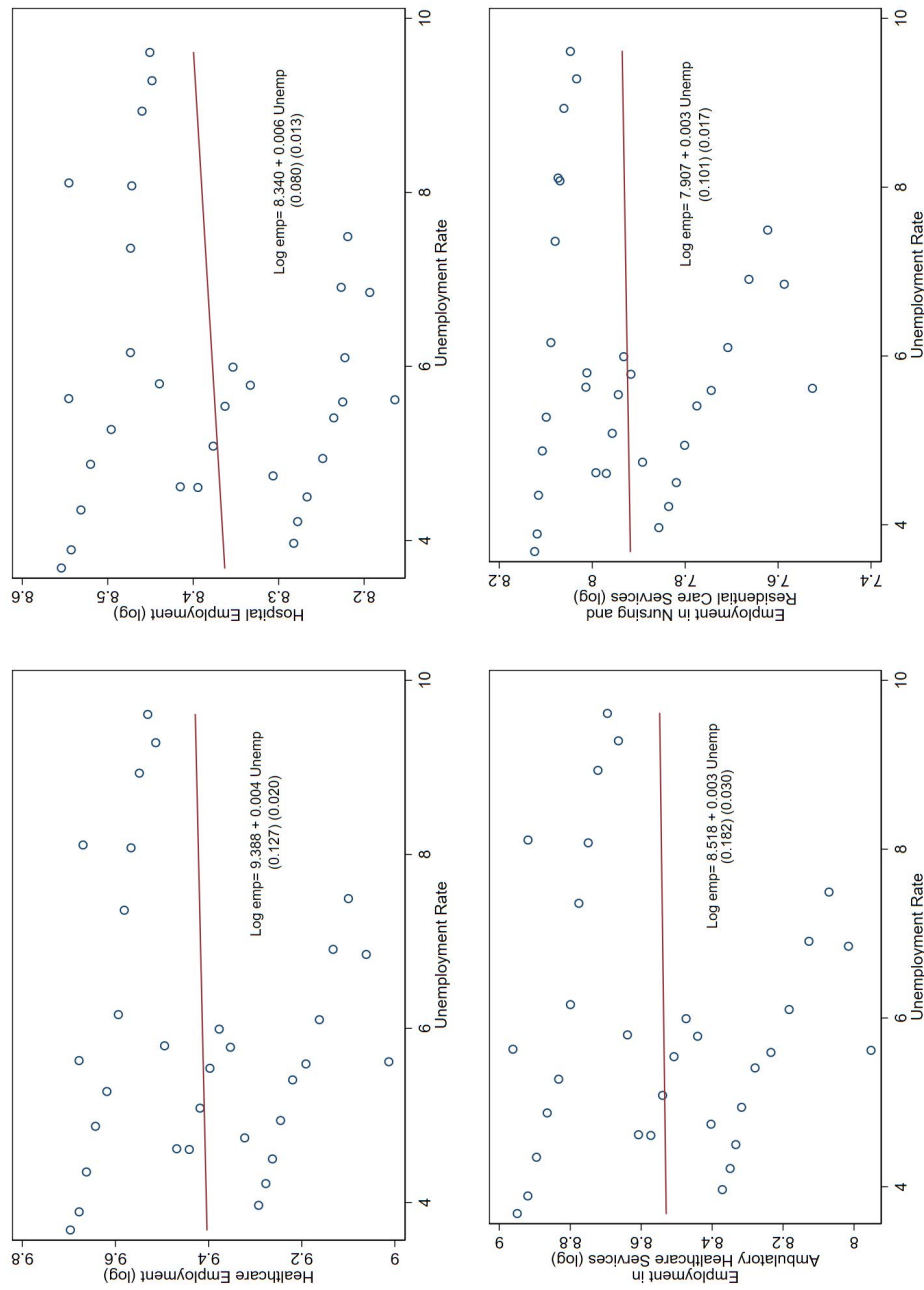 Healthcare Employment (log)
9.8
9.6
9.4
9.2
9
Log emp= 9.388 + 0.004 Unemp
(0.127) (0.020)
4 6 8 10
Unemployment Rate
Hospital Employment (log)
8.6
8.5
8.4
8.3
8.2
Log emp= 8.340 + 0.006 Unemp
(0.080) (0.013)
4 6 8 10
Unemployment Rate
Employment in
Ambulatory Healthcare Services (log)
9
8.8
8.6
8.4
8.2
8
Log emp= 8.518 + 0.003 Unemp
(0.182) (0.030)
4 6 8 10
Unemployment Rate
Employment in Nursing and
Residential Care Services (log)
8.2
8
7.8
7.6
7.4
Log emp= 7.907 + 0.003 Unemp
(0.101) (0.017)
4 6 8 10
Unemployment Rate